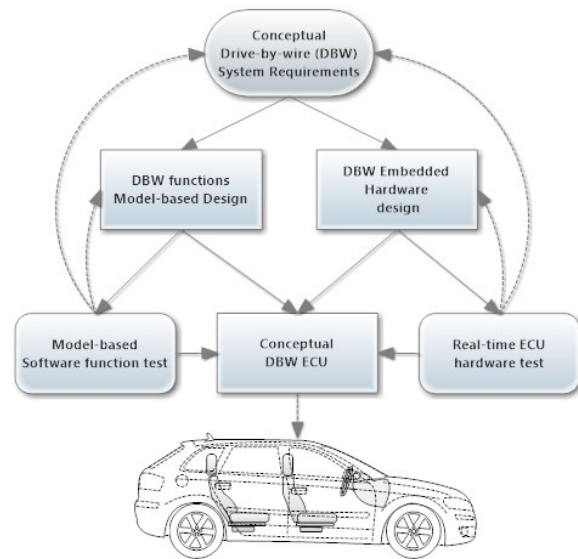 Conceptual
Drive-by-wire (DBW)
System Requirements
DBW functions
Model-based Design
DBW Embedded
Hardware
design
Model-based
Software function test
Conceptual
DBW ECU
Real-time ECU
hardware test